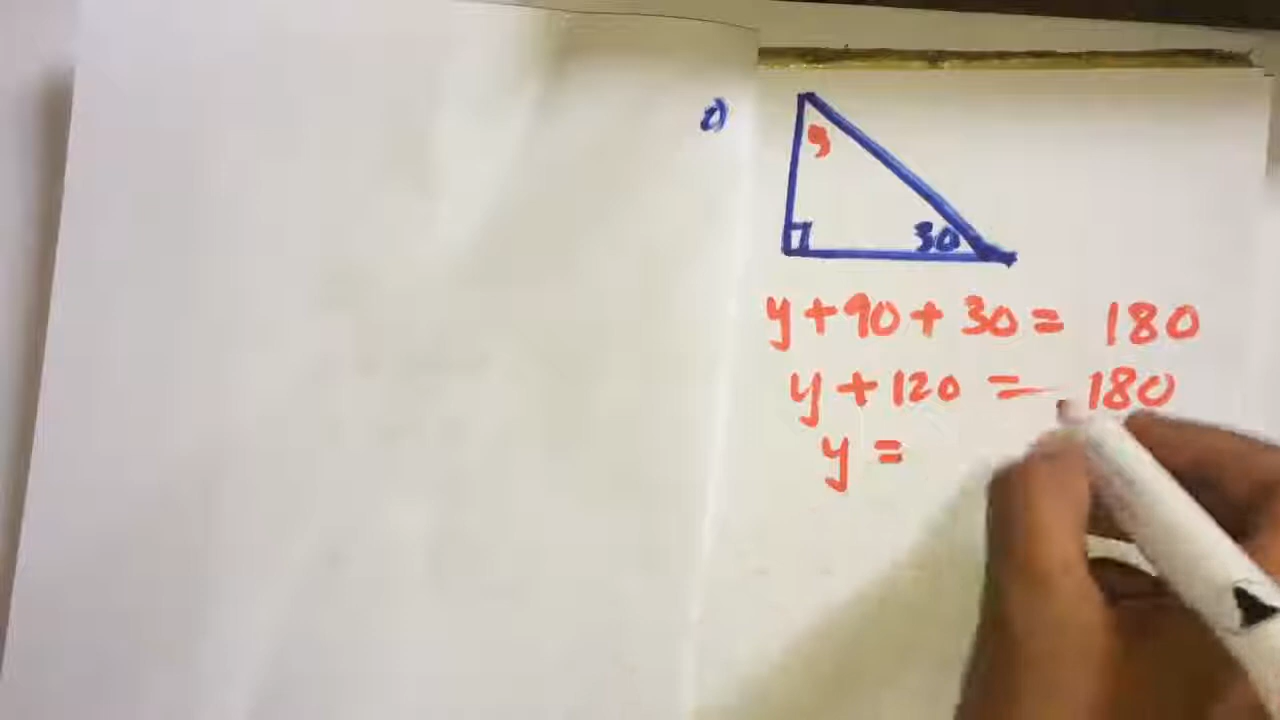 c)
y
30
y + 90 + 30 = 180
y + 120 = 180
y =